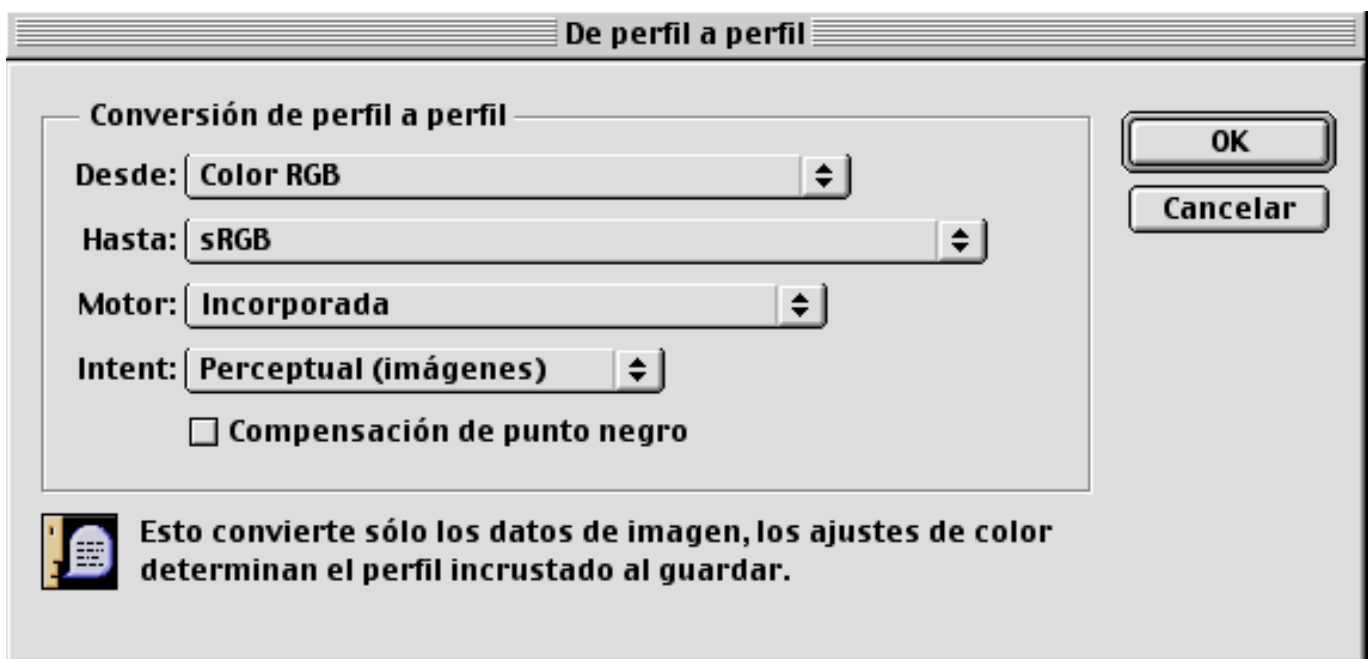 De perfil a perfil
Conversión de perfil a perfil
Desde: Color RGB
Hasta: sRGB
Motor: Incorporada
Intent: Perceptual (imágenes)
Compensación de punto negro
OK
Cancelar
Esto convierte sólo los datos de imagen, los ajustes de color
determinan el perfil incrustado al guardar.